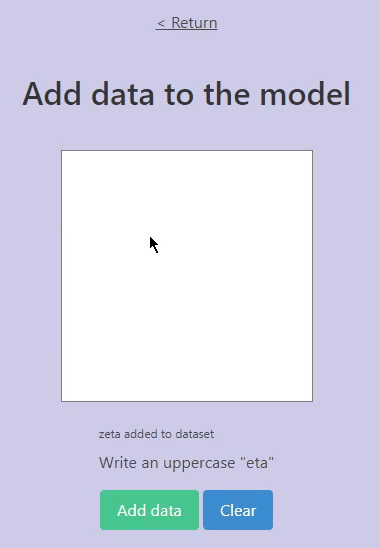 < Return
Add data to the model
zeta added to dataset
Write an uppercase "eta"
Add data Clear